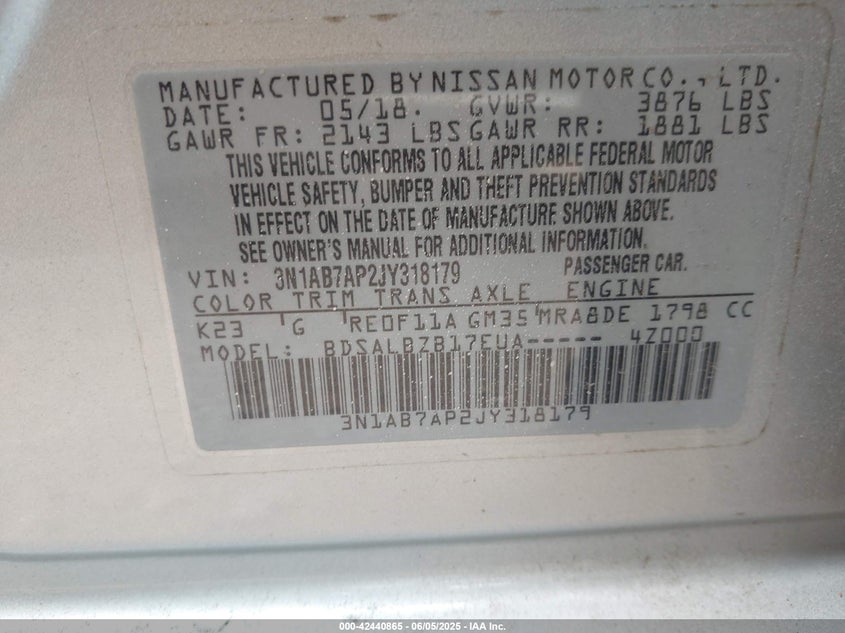 MANUFACTURED BY NISSAN MOTOR CO., LTD.
DATE: 05/18. GVWR: 3876 LBS
GAWR FR: 2143 LBS GAWR RR: 1881 LBS
THIS VEHICLE CONFORMS TO ALL APPLICABLE FEDERAL MOTOR
VEHICLE SAFETY, BUMPER AND THEFT PREVENTION STANDARDS
IN EFFECT ON THE DATE OF MANUFACTURE SHOWN ABOVE.
SEE OWNER'S MANUAL FOR ADDITIONAL INFORMATION.
VIN: 3N1AB7AP2JY318179 PASSENGER CAR.
COLOR TRIM TRANS AXLE ENGINE
K23 G RE0F11A GM35 MRA8DE 1798 CC
MODEL: BDSALBZB17EUA----- 4Z000
3N1AB7AP2JY318179
000-42440865 - 06/05/2025 - IAA Inc.